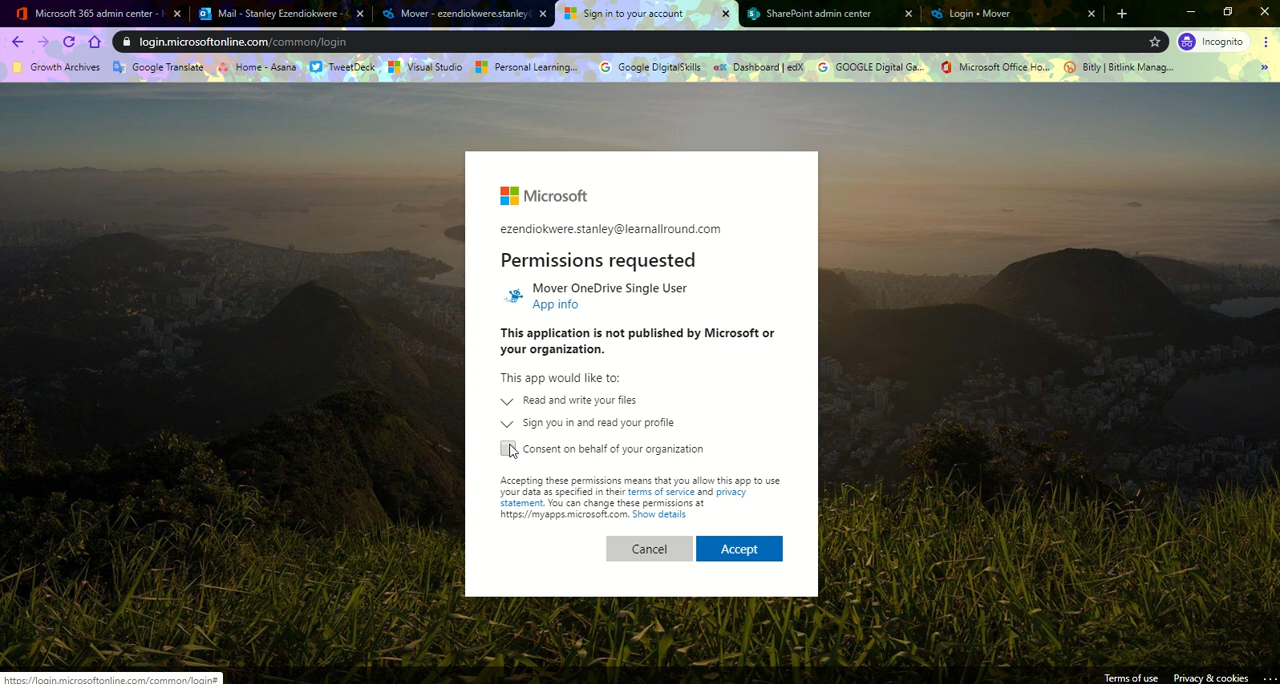 Microsoft 365 admin center -
Mail - Stanley Ezendiokwere -
Mover - ezendiokwere.stanley
Sign in to your account
SharePoint admin center
Login • Mover
login.microsoftonline.com/common/login
Incognito
Growth Archives
Google Translate
Home - Asana
TweetDeck
Visual Studio
Personal Learning...
Google DIgitalSkills
Dashboard | edX
GOOGLE Digital Ga...
Microsoft Office Ho...
Bitly | Bitlink Manag...
»
Microsoft
ezendiokwere.stanley@learnallround.com
Permissions requested
Mover OneDrive Single User
App info
This application is not published by Microsoft or
your organization.
This app would like to:
Read and write your files
Sign you in and read your profile
Consent on behalf of your organization
Accepting these permissions means that you allow this app to use
your data as specified in their terms of service and privacy
statement. You can change these permissions at
https://myapps.microsoft.com. Show details
Cancel
Accept
https://login.microsoftonline.com/common/login#
Terms of use
Privacy & cookies
...